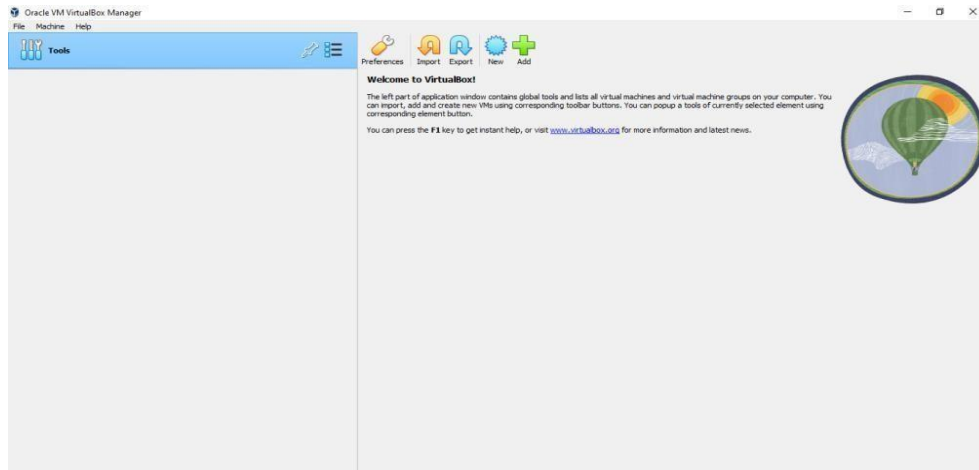 Oracle VM VirtualBox Manager
File Machine Help
Tools
Preferences Import Export New Add
Welcome to VirtualBox!
The left part of application window contains global tools and lists all virtual machines and virtual machine groups on your computer. You
can import, add and create new VMs using corresponding toolbar buttons. You can popup a tools of currently selected element using
corresponding element button.
You can press the F1 key to get instant help, or visit www.virtualbox.org for more information and latest news.